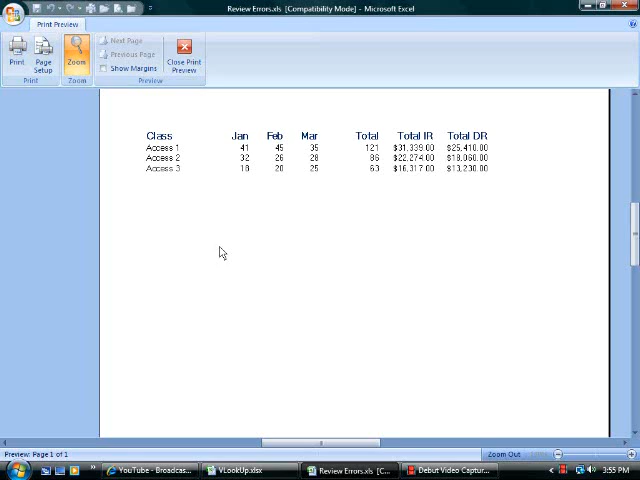 Review Errors.xls [Compatibility Mode] - Microsoft Excel
Print Preview
Print
Page Setup
Zoom
Next Page
Previous Page
Show Margins
Close Print Preview
Print
Zoom
Preview
Class Jan Feb Mar Total Total IR Total DR
Access 1 41 45 35 121 $31,339.00 $25,410.00
Access 2 32 26 28 86 $22,274.00 $18,060.00
Access 3 18 20 25 63 $16,317.00 $13,230.00
Preview: Page 1 of 1
Zoom Out
YouTube - Broadcas...
VLookUp.xlsx
Review Errors.xls [C...
Debut Video Captur...
3:55 PM